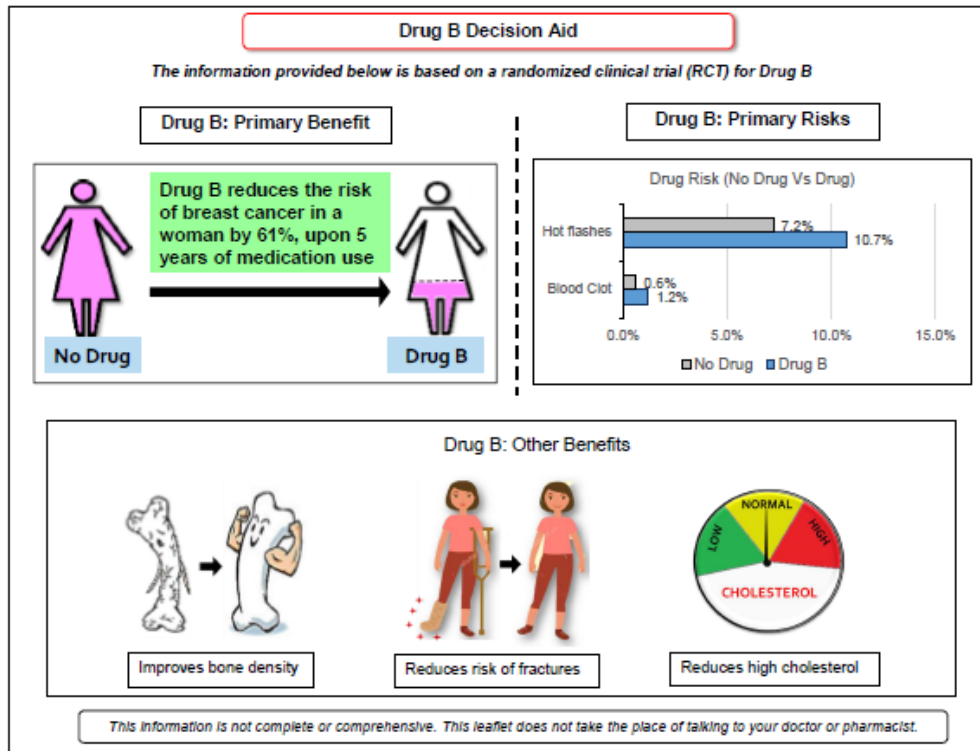 Drug B Decision Aid
The information provided below is based on a randomized clinical trial (RCT) for Drug B
Drug B: Primary Benefit
Drug B reduces the
risk
of breast cancer in a
woman by 61%, upon 5
years of medication use
No Drug
Drug B
Drug B: Primary Risks
Drug Risk (No Drug Vs Drug)
Hot flashes
7.2%
10.7%
Blood Clot
0.6%
1.2%
0.0%
5.0%
10.0%
15.0%
No Drug
Drug B
Drug B: Other Benefits
LOW
NORMAL
HIGH
CHOLESTEROL
Improves bone density
Reduces risk of fractures
Reduces high cholesterol
This information is not complete or comprehensive. This leaflet does not take the place of talking to your doctor or pharmacist.